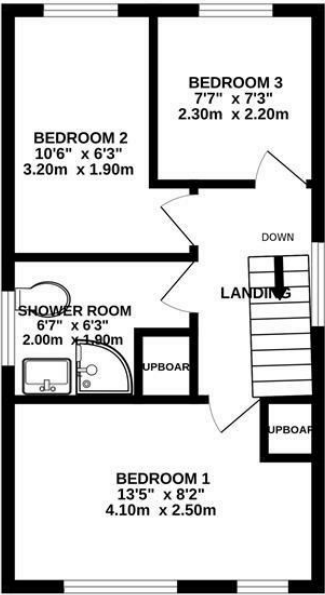 BEDROOM 3
7'7" x 7'3"
2.30m x 2.20m
BEDROOM 2
10'6" x 6'3"
3.20m x 1.90m
DOWN
LANDING
SHOWER ROOM
6'7" x 6'3"
2.00m x 1.90m
UPBOAR
UPBOAR
BEDROOM 1
13'5" x 8'2"
4.10m x 2.50m